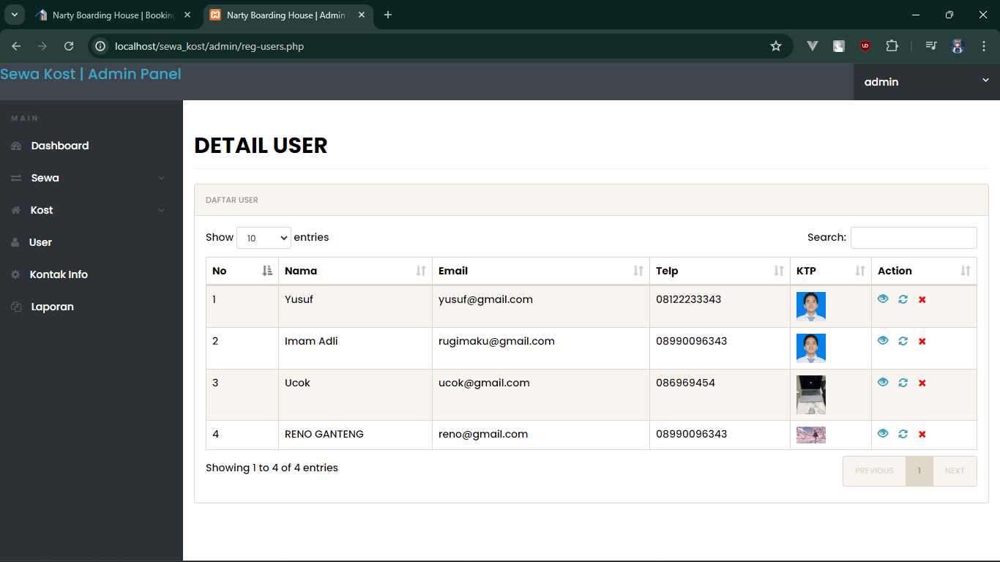 Narty Boarding House | Booking
Narty Boarding House | Admin
localhost/sewa_kost/admin/reg-users.php
Sewa Kost | Admin Panel
admin
MAIN
Dashboard
Sewa
Kost
User
Kontak Info
Laporan
DETAIL USER
DAFTAR USER
Show 10 entries
Search:
No Nama Email Telp KTP Action
1 Yusuf yusuf@gmail.com 08122233343
2 Imam Adli rugimaku@gmail.com 08990096343
3 Ucok ucok@gmail.com 086969454
4 RENO GANTENG reno@gmail.com 08990096343
Showing 1 to 4 of 4 entries
PREVIOUS 1 NEXT